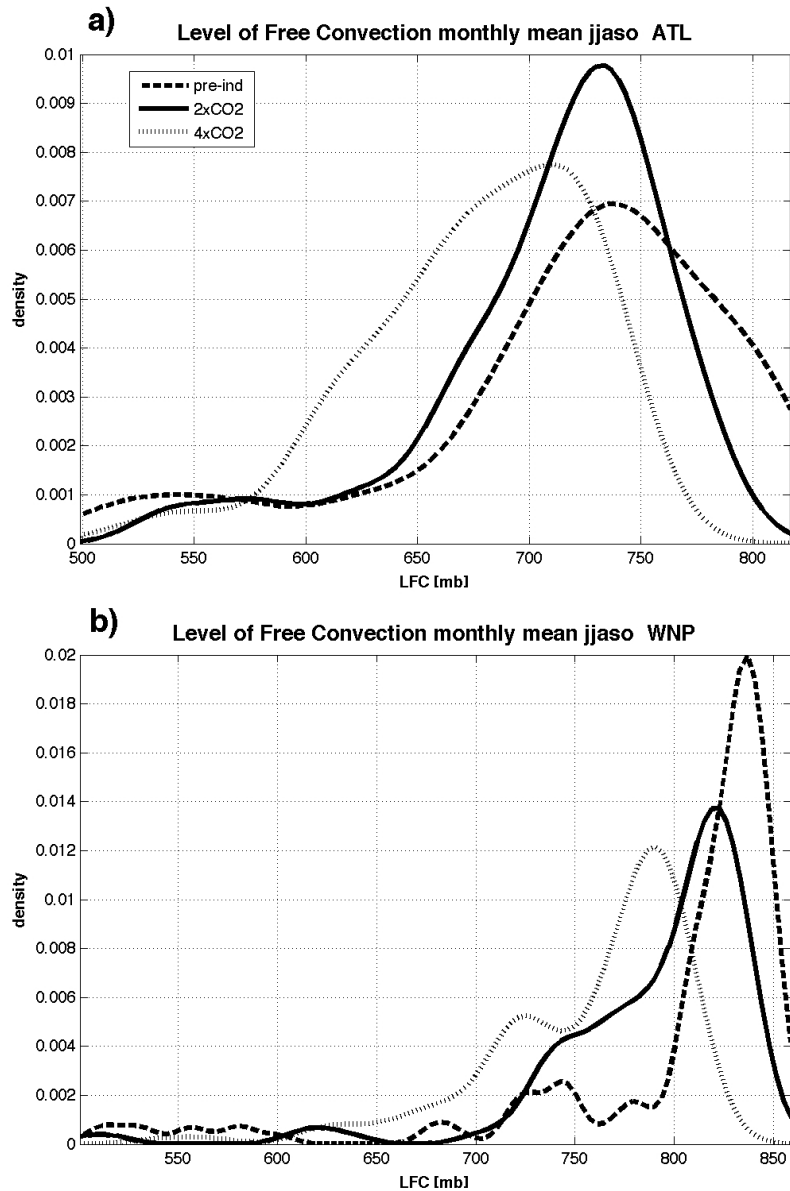 a)
Level of Free Convection monthly mean jjaso ATL
0.01
0.009
0.008
0.007
0.006
0.005
0.004
0.003
0.002
0.001
0
density
pre-ind
2xCO2
4xCO2
500 550 600 650 700 750 800
LFC [mb]
b)
Level of Free Convection monthly mean jjaso WNP
0.02
0.018
0.016
0.014
0.012
0.01
0.008
0.006
0.004
0.002
0
density
550 600 650 700 750 800 850
LFC [mb]